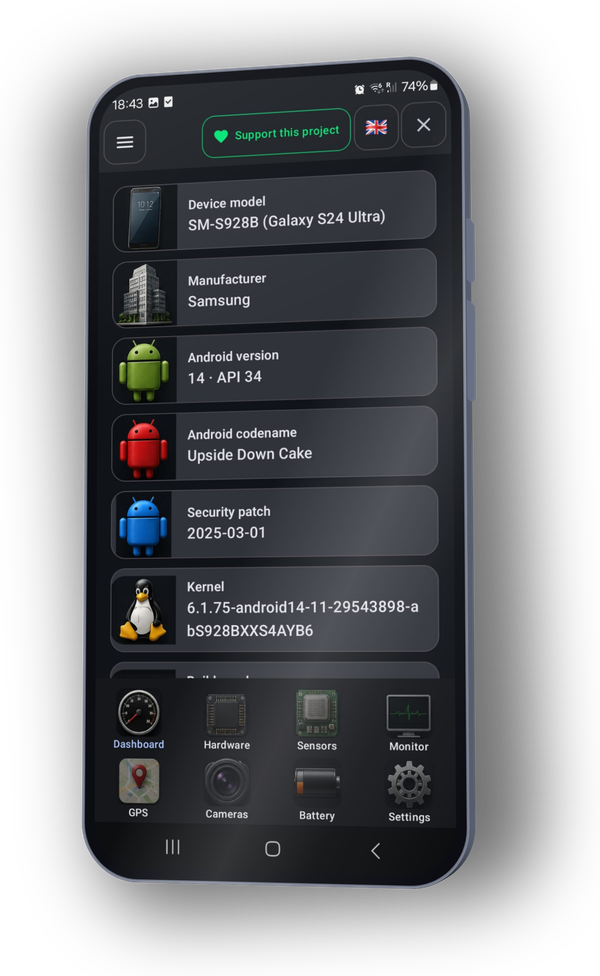 18:43 74%
Support this project
Device model
SM-S928B (Galaxy S24 Ultra)
Manufacturer
Samsung
Android version
14 · API 34
Android codename
Upside Down Cake
Security patch
2025-03-01
Kernel
6.1.75-android14-11-29543898-a
bS928BXXS4AYB6
Dashboard Hardware Sensors Monitor
GPS Cameras Battery Settings